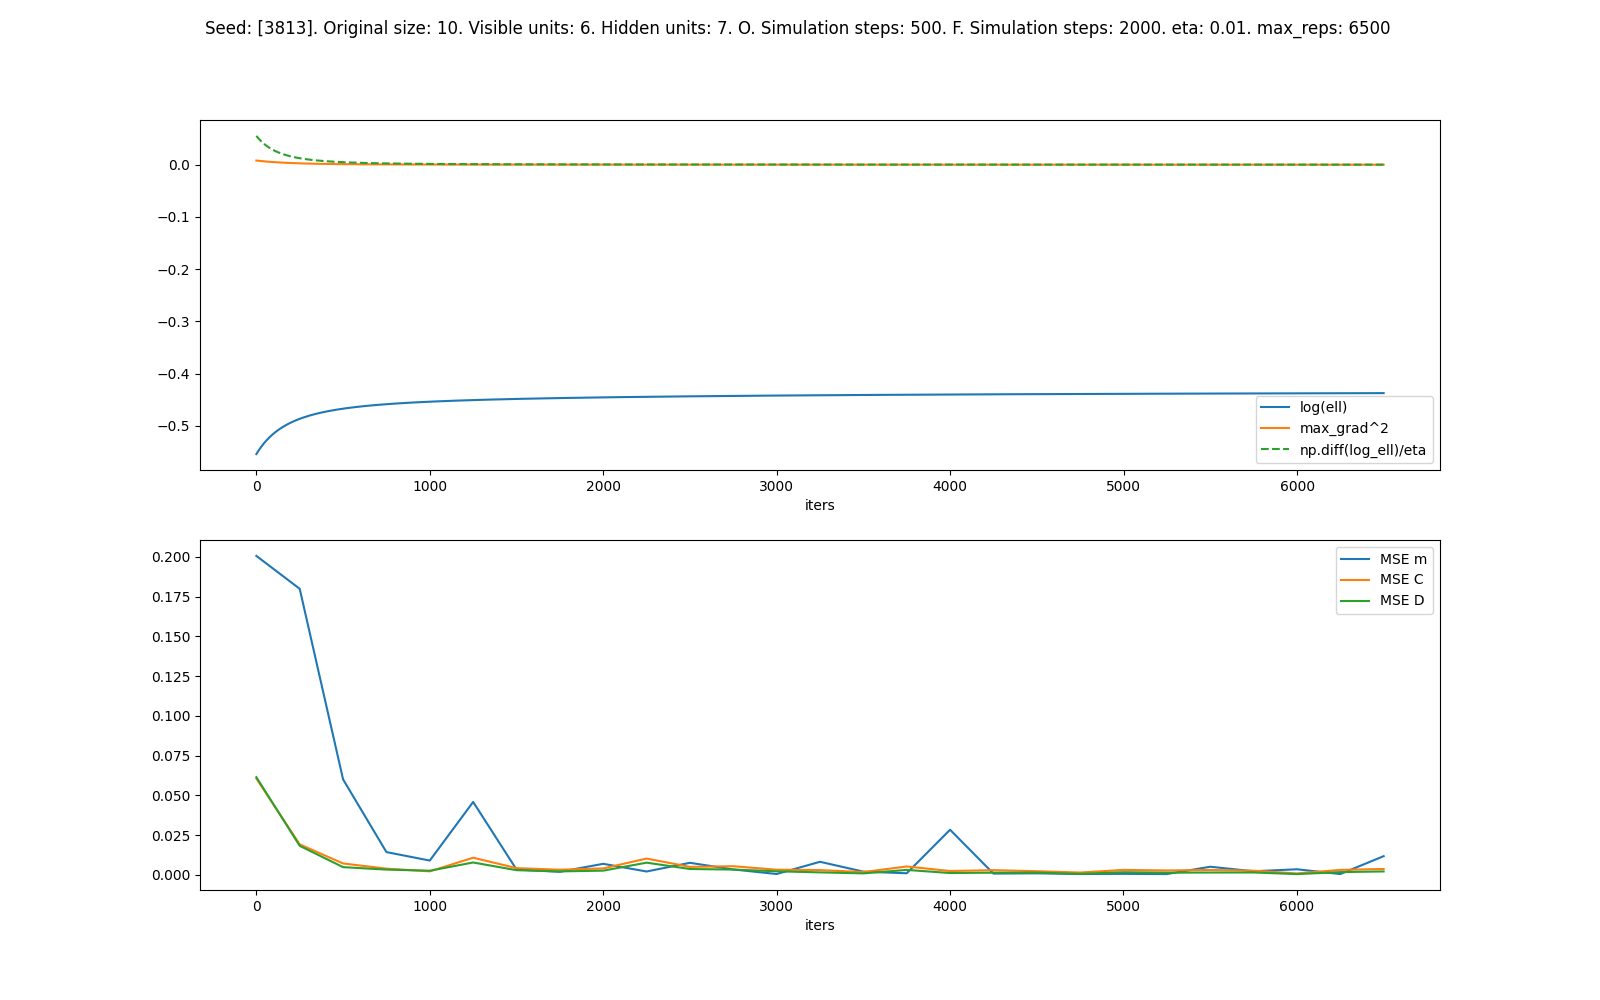 Seed: [3813]. Original size: 10. Visible units: 6. Hidden units: 7. O. Simulation steps: 500. F. Simulation steps: 2000. eta: 0.01. max_reps: 6500
0.0
−0.1
−0.2
−0.3
−0.4
−0.5
log(ell)
max_grad^2
np.diff(log_ell)/eta
0 1000 2000 3000 4000 5000 6000
iters
0.200
0.175
0.150
0.125
0.100
0.075
0.050
0.025
0.000
MSE m
MSE C
MSE D
0 1000 2000 3000 4000 5000 6000
iters